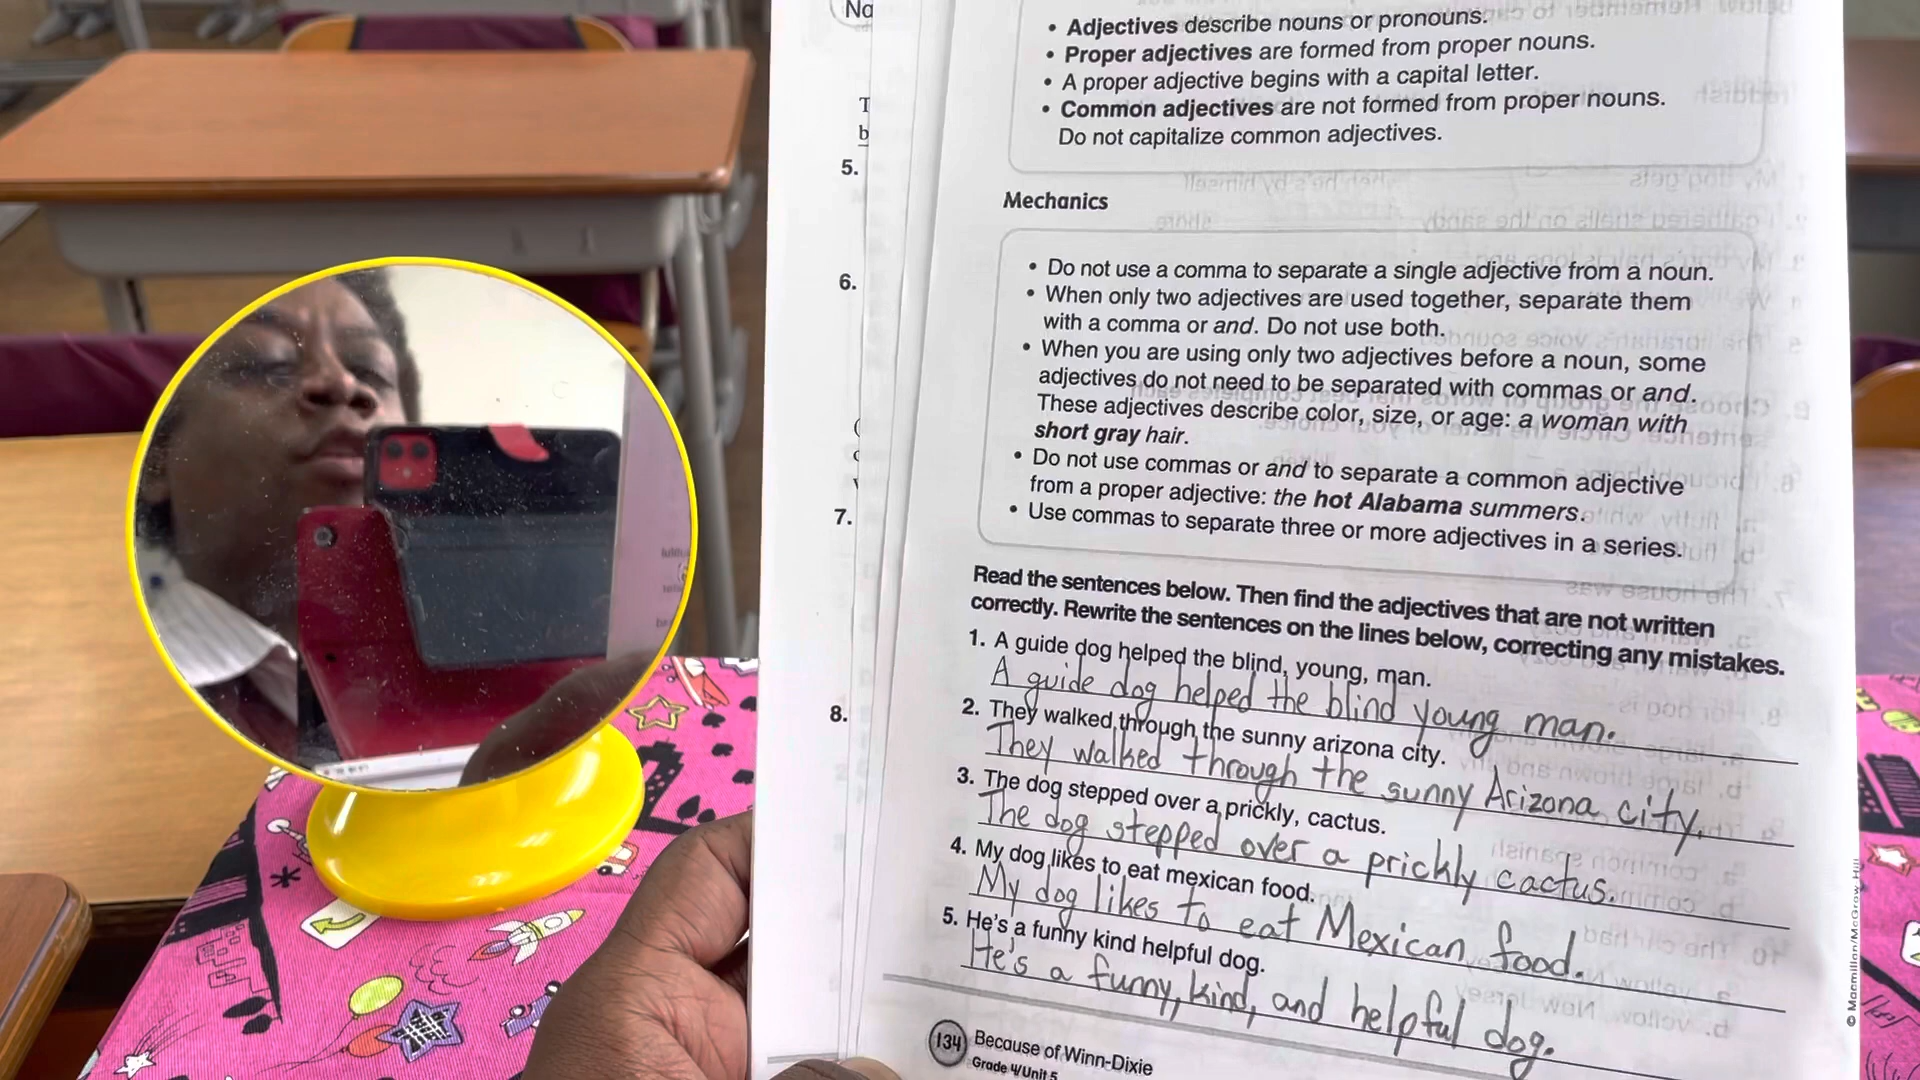 No
T
b
5.
6.
7.
8.
• Adjectives describe nouns or pronouns.
• Proper adjectives are formed from proper nouns.
• A proper adjective begins with a capital letter.
• Common adjectives are not formed from proper nouns.
Do not capitalize common adjectives.
Mechanics
• Do not use a comma to separate a single adjective from a noun.
• When only two adjectives are used together, separate them
with a comma or and. Do not use both.
• When you are using only two adjectives before a noun, some
adjectives do not need to be separated with commas or and.
These adjectives describe color, size, or age: a woman with
short gray hair.
• Do not use commas or and to separate a common adjective
from a proper adjective: the hot Alabama summers.
• Use commas to separate three or more adjectives in a series.
Read the sentences below. Then find the adjectives that are not written
correctly. Rewrite the sentences on the lines below, correcting any mistakes.
1. A guide dog helped the blind, young, man.
A guide dog helped the blind young man.
2. They walked through the sunny arizona city.
They walked through the sunny Arizona city.
3. The dog stepped over a prickly, cactus.
The dog stepped over a prickly cactus.
4. My dog likes to eat mexican food.
My dog likes to eat Mexican food.
5. He's a funny kind helpful dog.
He's a funny, kind, and helpful dog.
134 Because of Winn-Dixie
Grade 4/Unit 5
© Macmillan/McGraw Hill